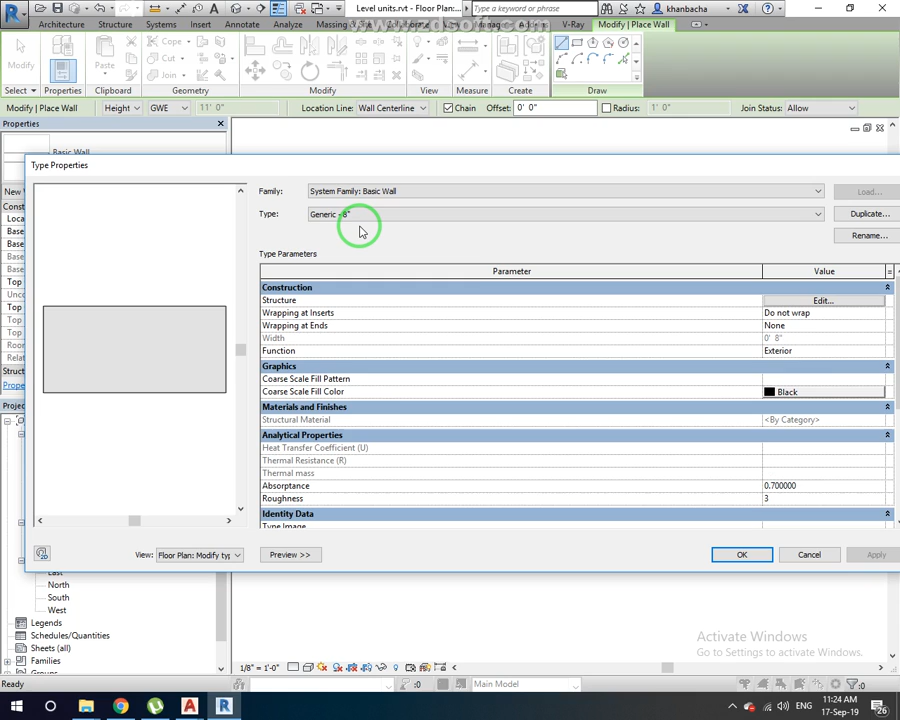 Level units.rvt - Floor Plan:
Type a keyword or phrase
khanbacha
www.zdsoft.com
Architecture Structure Systems Insert Annotate Analyze Massing & Site
V-Ray Modify | Place Wall
Modify Paste Cope Cut Join
Select Properties Clipboard Geometry Modify View Measure Create Draw
Modify | Place Wall Height GWE 11' 0" Location Line: Wall Centerline Chain Offset: 0' 0" Radius: 1' 0" Join Status: Allow
Properties
Basic Wall
Type Properties
Family: System Family: Basic Wall Load...
Type: Generic - 8" Duplicate...
Rename...
Type Parameters
Parameter Value
Construction
Structure Edit...
Wrapping at Inserts Do not wrap
Wrapping at Ends None
Width 0' 8"
Function Exterior
Graphics
Coarse Scale Fill Pattern
Coarse Scale Fill Color Black
Materials and Finishes
Structural Material <By Category>
Analytical Properties
Heat Transfer Coefficient (U)
Thermal Resistance (R)
Thermal mass
Absorptance 0.700000
Roughness 3
Identity Data
Type Image
View: Floor Plan: Modify typ Preview >> OK Cancel Apply
East
North
South
West
Legends
Schedules/Quantities
Sheets (all)
Families
Groups
Activate Windows
Go to Settings to activate Windows.
1/8" = 1'-0"
Ready :0 Main Model :0
ENG 11:24 AM
17-Sep-19 26